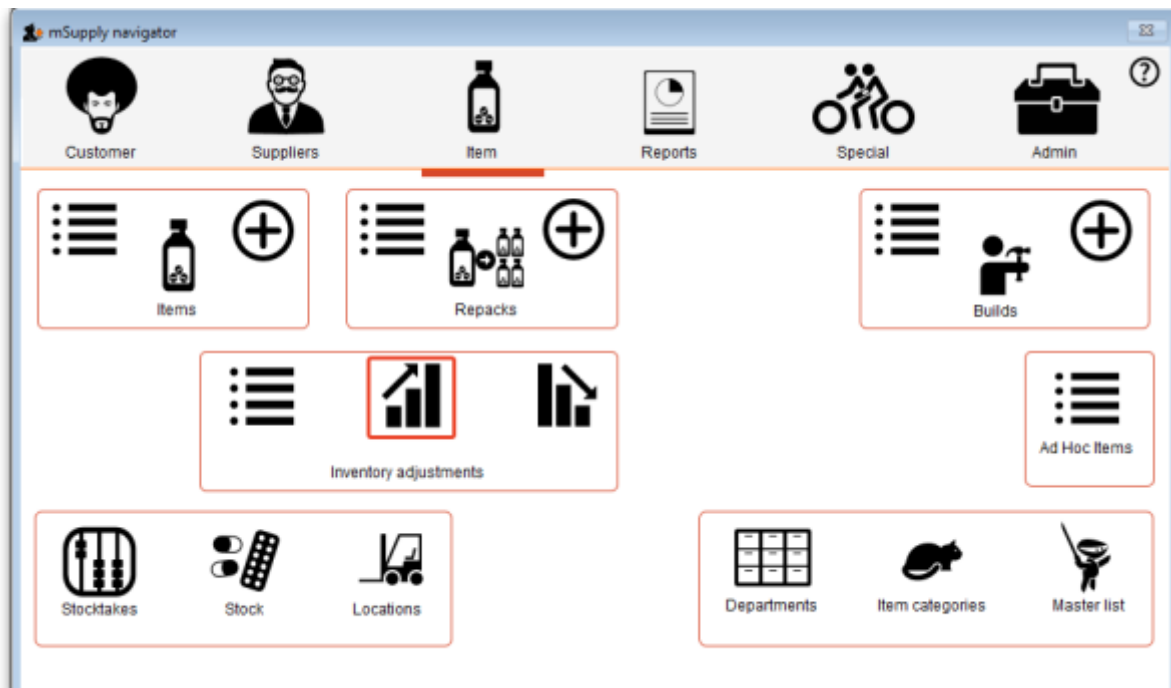 mSupply navigator
Customer
Suppliers
Item
Reports
Special
Admin
?
Items
Repacks
Builds
Inventory adjustments
Ad Hoc Items
Stocktakes
Stock
Locations
Departments
Item categories
Master list